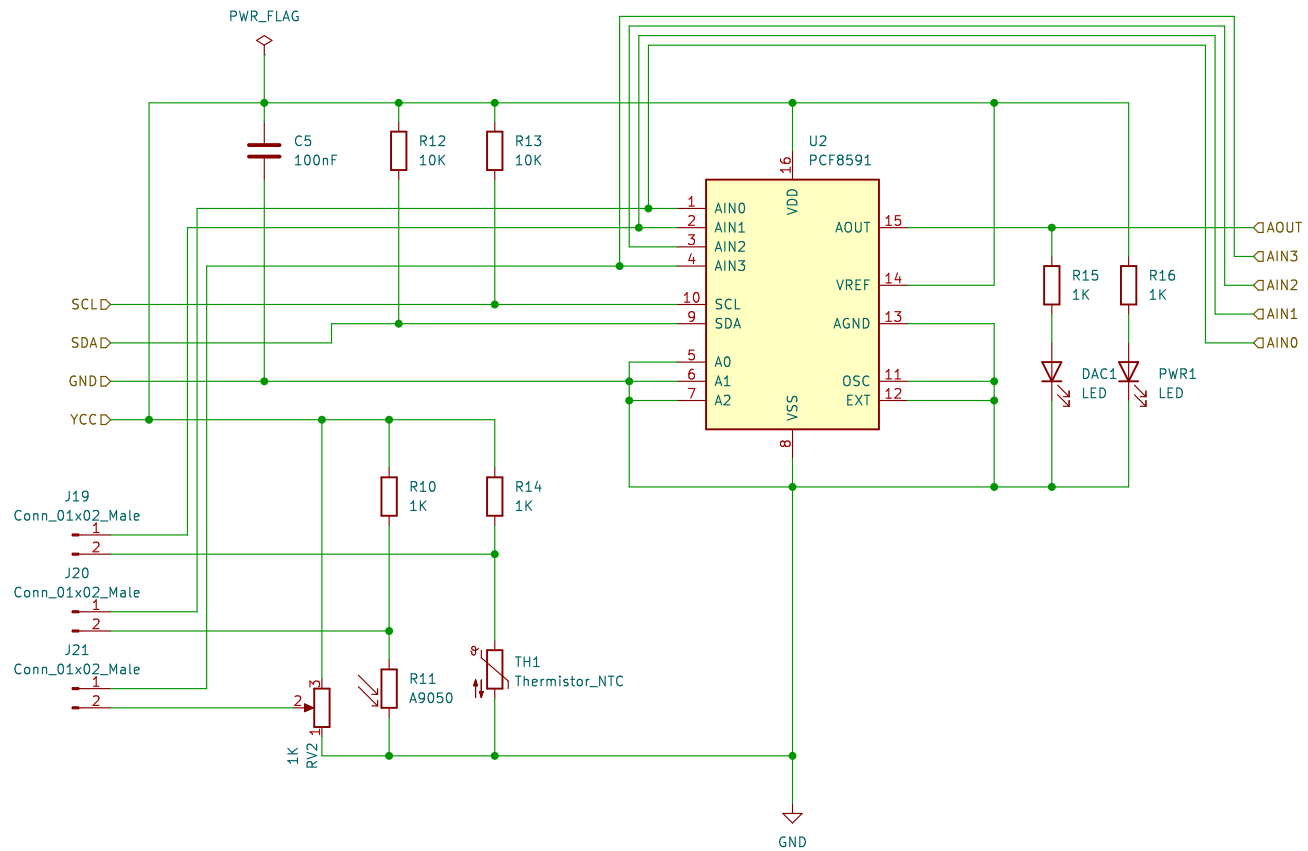 PWR_FLAG
C5
100nF
R12
10K
R13
10K
U2
PCF8591
16
VDD
1
AIN0
2
AIN1
3
AIN2
4
AIN3
10
SCL
9
SDA
5
A0
6
A1
7
A2
8
VSS
AOUT
15
VREF
14
AGND
13
OSC
11
EXT
12
R15
1K
R16
1K
DAC1
LED
PWR1
LED
AOUT
AIN3
AIN2
AIN1
AIN0
SCL
SDA
GND
YCC
R10
1K
R14
1K
J19
Conn_01x02_Male
1
2
J20
Conn_01x02_Male
1
2
J21
Conn_01x02_Male
1
2
3
2
1
1K
RV2
R11
A9050
θ
TH1
Thermistor_NTC
GND